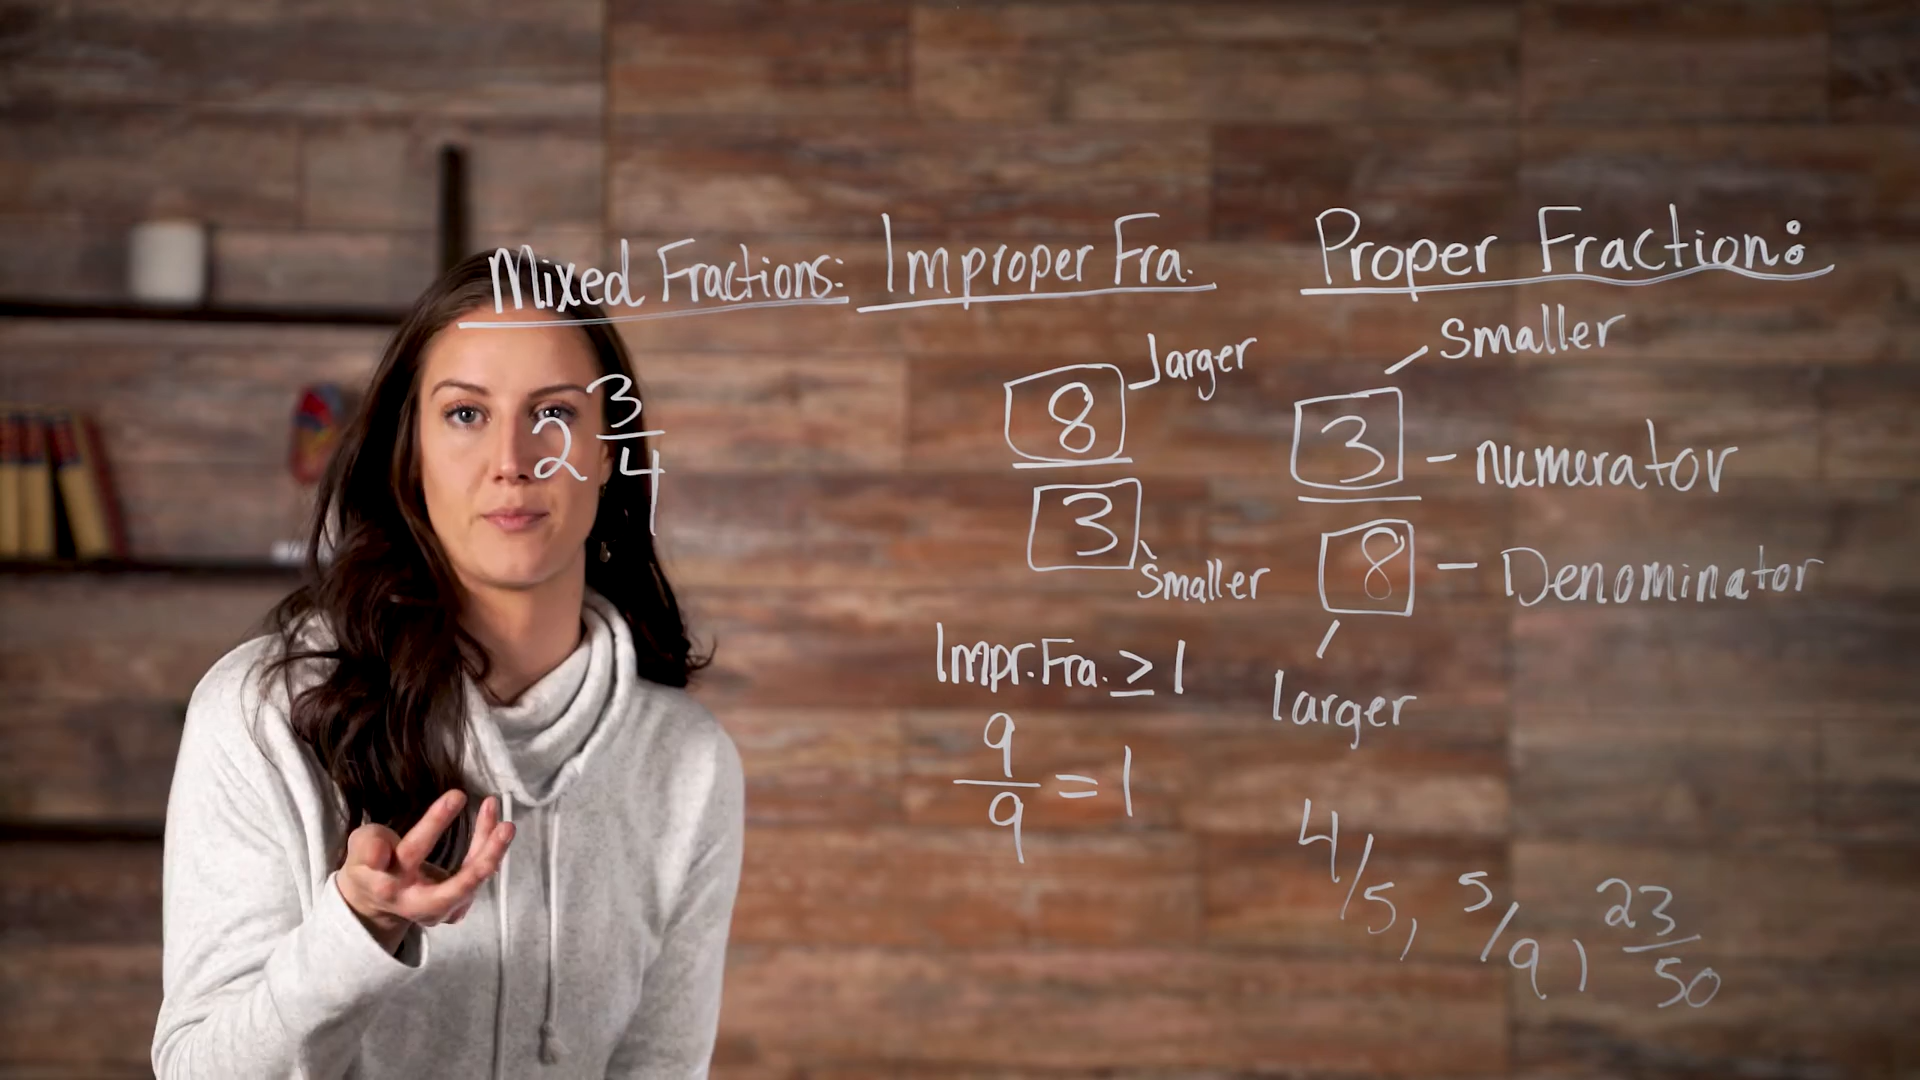 Mixed Fractions:
2 3/4
Improper Fra.
larger
8
3
smaller
Impr. Fra. ≥ 1
9/9 = 1
Proper Fraction:
smaller
3 - numerator
8 - Denominator
larger
4/5, 5/9, 23/50